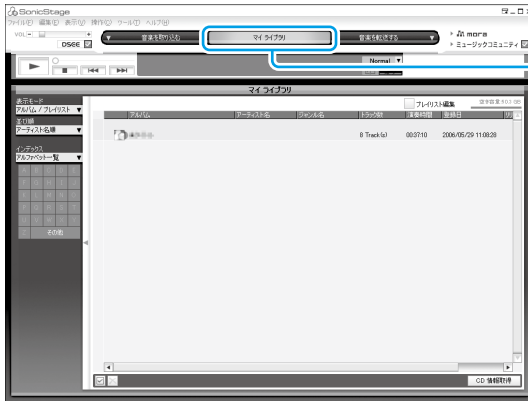 SonicStage
ファイル(F) 編集(E) 表示(V) 操作(C) ツール(T) ヘルプ(H)
VOL
DSEE
音楽を取り込む
マイ ライブラリ
音楽を転送する
mora
ミュージックコミュニティ
Normal
マイ ライブラリ
表示モード
アルバム / プレイリスト
並び順
アーティスト名順
インデックス
アルファベット一覧
その他
プレイリスト編集
アルバム アーティスト名 ジャンル名 トラック数 演奏時間 登録日
8 Track(s) 00:37:10 2006/05/29 11:08:28
CD 情報取得